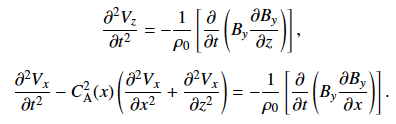 \frac{\partial^2 V_z}{\partial t^2} = -\frac{1}{\rho_0} \left[ \frac{\partial}{\partial t} \left( B_y \frac{\partial B_y}{\partial z} \right) \right],
\frac{\partial^2 V_x}{\partial t^2} - C_A^2(x) \left( \frac{\partial^2 V_x}{\partial x^2} + \frac{\partial^2 V_x}{\partial z^2} \right) = -\frac{1}{\rho_0} \left[ \frac{\partial}{\partial t} \left( B_y \frac{\partial B_y}{\partial x} \right) \right].